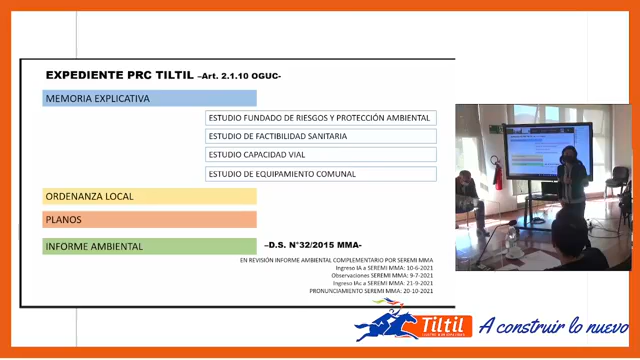 EXPEDIENTE PRC TILTIL –Art. 2.1.10 OGUC-
MEMORIA EXPLICATIVA
ESTUDIO FUNDADO DE RIESGOS Y PROTECCIÓN AMBIENTAL
ESTUDIO DE FACTIBILIDAD SANITARIA
ESTUDIO CAPACIDAD VIAL
ESTUDIO DE EQUIPAMIENTO COMUNAL
ORDENANZA LOCAL
PLANOS
INFORME AMBIENTAL
–D.S. N°32/2015 MMA-
EN REVISIÓN INFORME AMBIENTAL COMPLEMENTARIO POR SEREMI MMA
Ingreso IA a SEREMI MMA: 10-6-2021
Observaciones SEREMI MMA: 9-7-2021
Ingreso IAc a SEREMI MMA: 21-9-2021
PRONUNCIAMIENTO SEREMI MMA: 20-10-2021
Tiltil
A construir lo nuevo